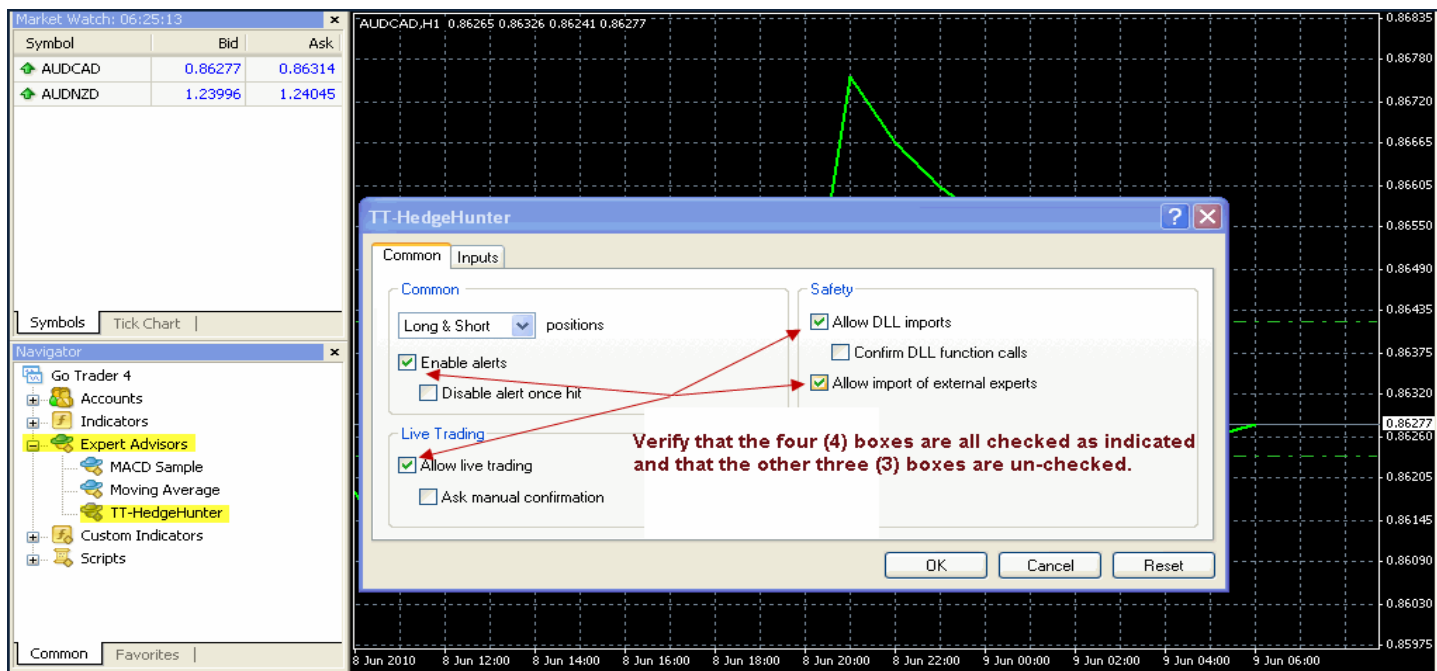 Market Watch: 06:25:13
Symbol Bid Ask
AUDCAD 0.86277 0.86314
AUDNZD 1.23996 1.24045
Symbols Tick Chart
Navigator
Go Trader 4
Accounts
Indicators
Expert Advisors
MACD Sample
Moving Average
TT-HedgeHunter
Custom Indicators
Scripts
Common Favorites
AUDCAD,H1 0.86265 0.86326 0.86241 0.86277
TT-HedgeHunter
Common Inputs
Common
Long & Short positions
Enable alerts
Disable alert once hit
Live Trading
Allow live trading
Ask manual confirmation
Safety
Allow DLL imports
Confirm DLL function calls
Allow import of external experts
Verify that the four (4) boxes are all checked as indicated
and that the other three (3) boxes are un-checked.
OK Cancel Reset
0.86835
0.86780
0.86720
0.86665
0.86605
0.86550
0.86490
0.86435
0.86375
0.86320
0.86277
0.86260
0.86205
0.86145
0.86090
0.86030
0.85975
8 Jun 2010 8 Jun 12:00 8 Jun 14:00 8 Jun 16:00 8 Jun 18:00 8 Jun 20:00 8 Jun 22:00 9 Jun 00:00 9 Jun 02:00 9 Jun 04:00 9 Jun 06:00